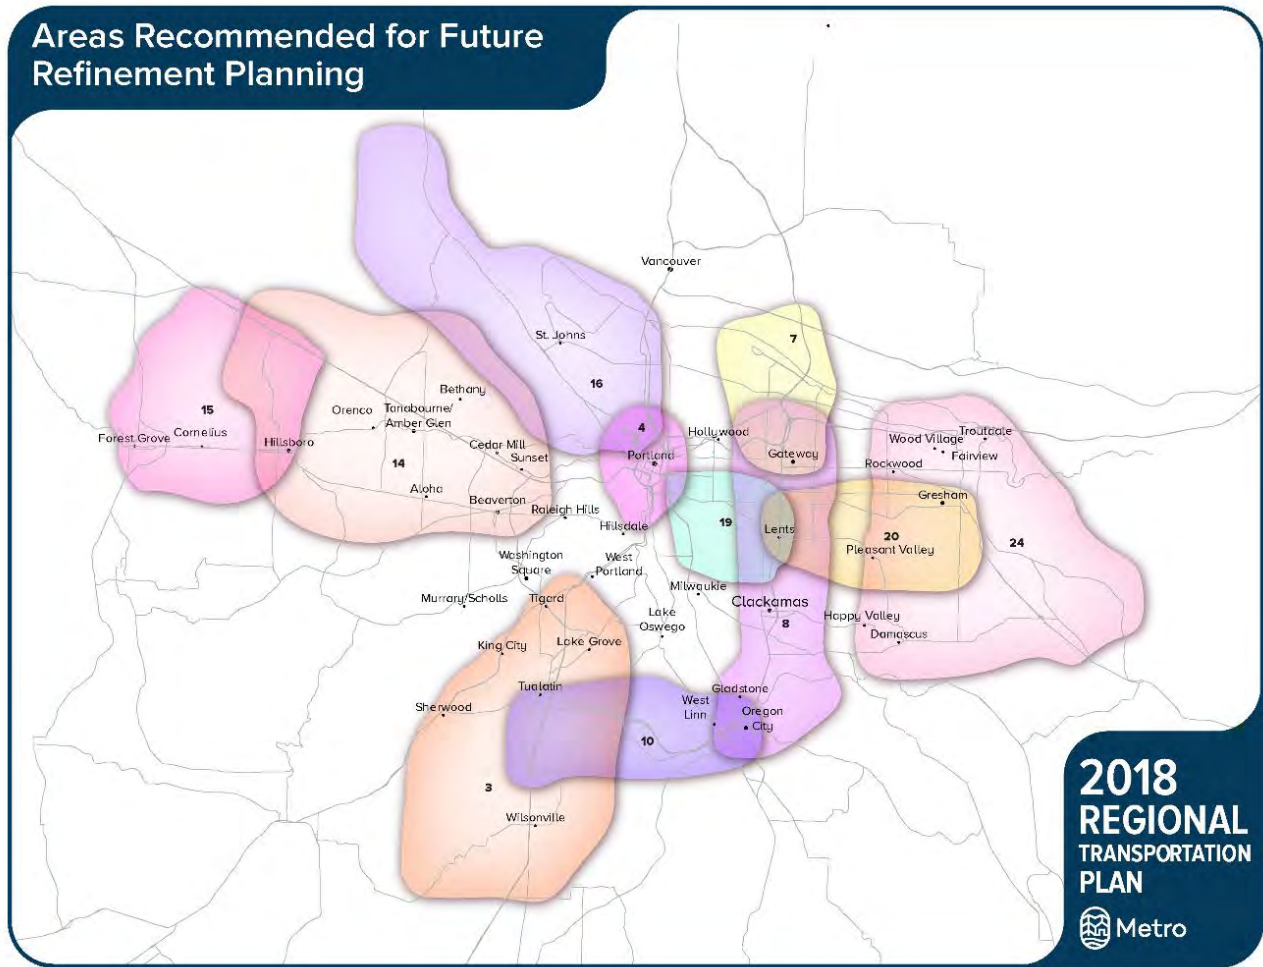 Areas Recommended for Future
Refinement Planning
Vancouver
St. Johns
7
16
Bethany
15
Orenco
Tanabourne/
Amber Glen
4
Hollywood
Troutdale
Wood Village
Forest Grove
Cornelius
Hillsboro
Cedar Mill
Sunset
Portland
Gateway
Fairview
Rockwood
14
Aloha
Beaverton
Raleigh Hills
Gresham
Hillsdale
19
Lents
20
Pleasant Valley
24
Washington
Square
West
Portland
Milwaukie
Murrary/Scholls
Tigard
Clackamas
Lake
Oswego
8
Happy Valley
Damascus
King City
Lake Grove
Tualatin
Gladstone
West
Linn
Oregon
City
Sherwood
10
3
Wilsonville
2018
REGIONAL
TRANSPORTATION
PLAN
Metro